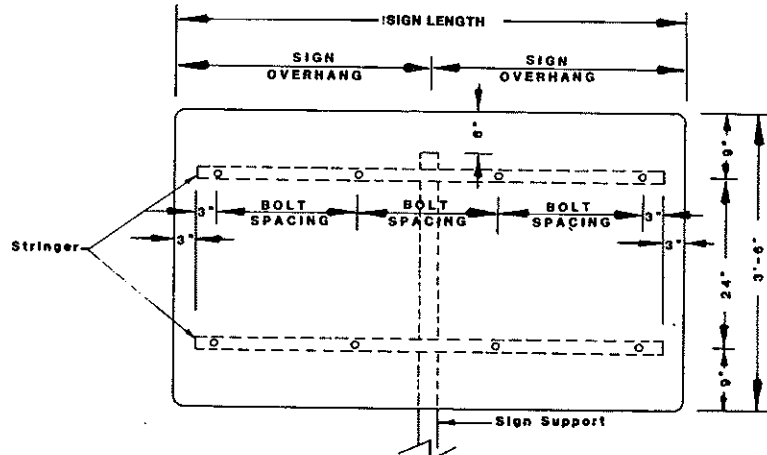 !SIGN LENGTH
SIGN OVERHANG
SIGN OVERHANG
6"
9"
3"
BOLT SPACING
BOLT SPACING
BOLT SPACING
3"
Stringer
3"
3"
24"
3'-6"
9"
Sign Support